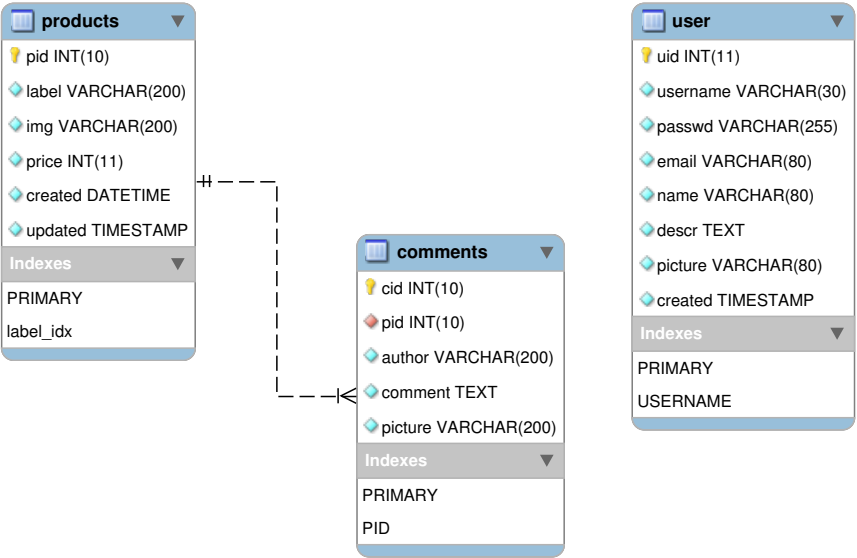 products
pid INT(10)
label VARCHAR(200)
img VARCHAR(200)
price INT(11)
created DATETIME
updated TIMESTAMP
Indexes
PRIMARY
label_idx
comments
cid INT(10)
pid INT(10)
author VARCHAR(200)
comment TEXT
picture VARCHAR(200)
Indexes
PRIMARY
PID
user
uid INT(11)
username VARCHAR(30)
passwd VARCHAR(255)
email VARCHAR(80)
name VARCHAR(80)
descr TEXT
picture VARCHAR(80)
created TIMESTAMP
Indexes
PRIMARY
USERNAME